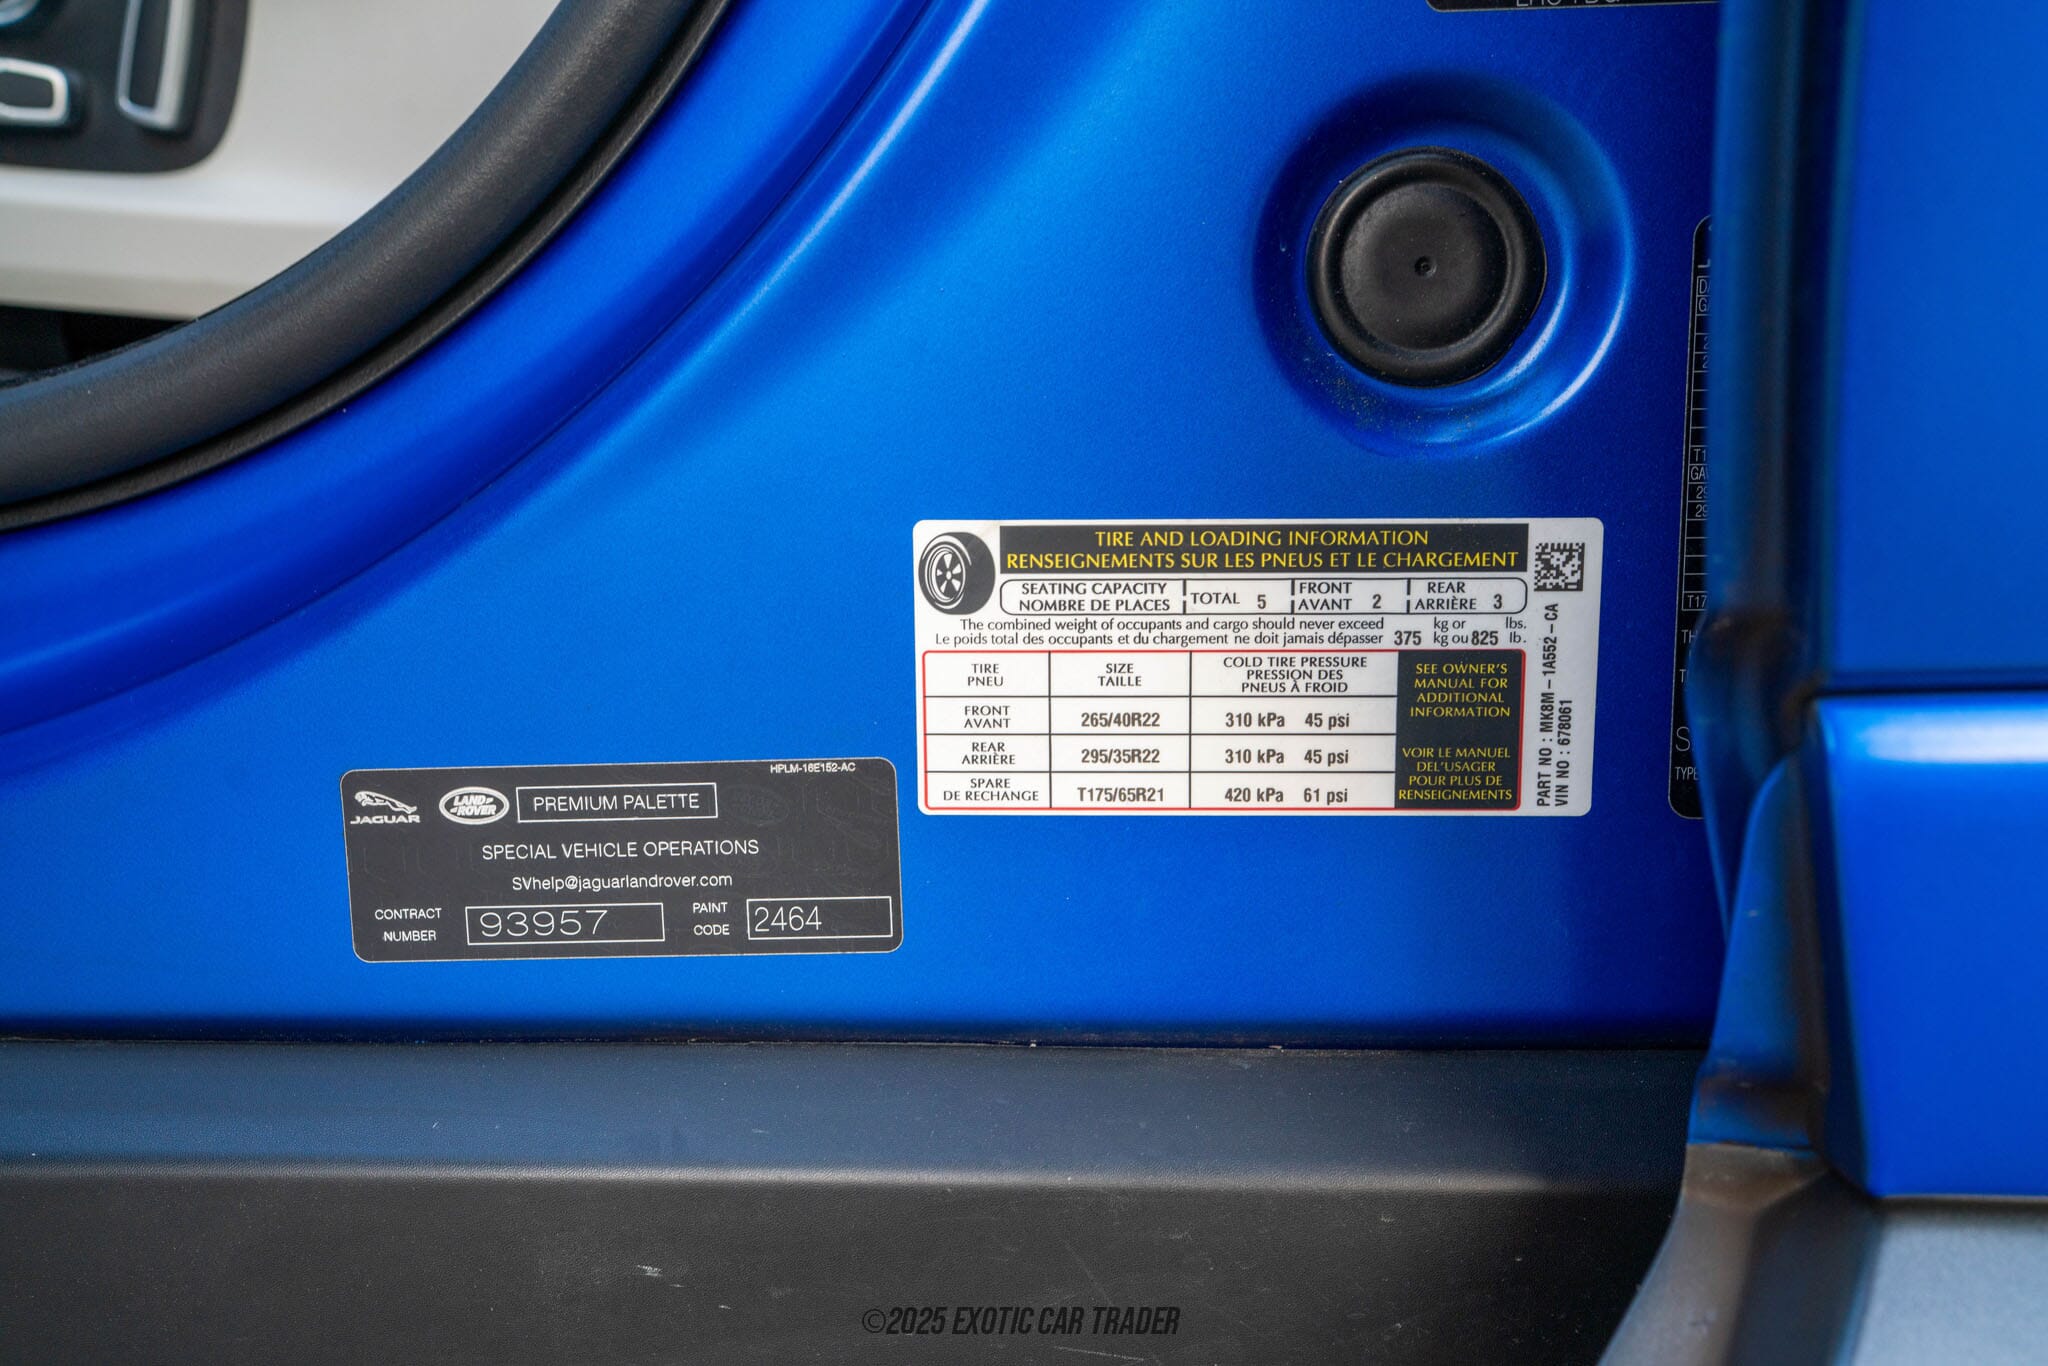 TIRE AND LOADING INFORMATION
RENSEIGNEMENTS SUR LES PNEUS ET LE CHARGEMENT
SEATING CAPACITY TOTAL 5 FRONT 2 REAR 3
NOMBRE DE PLACES AVANT ARRIÈRE
The combined weight of occupants and cargo should never exceed kg or lbs.
Le poids total des occupants et du chargement ne doit jamais dépasser 375 kg ou 825 lb.
TIRE PNEU
SIZE TAILLE
COLD TIRE PRESSURE
PRESSION DES
PNEUS À FROID
FRONT AVANT 265/40R22 310 kPa 45 psi
REAR ARRIÈRE 295/35R22 310 kPa 45 psi
SPARE DE RECHANGE T175/65R21 420 kPa 61 psi
SEE OWNER'S
MANUAL FOR
ADDITIONAL
INFORMATION
VOIR LE MANUEL
DEL'USAGER
POUR PLUS DE
RENSEIGNEMENTS
PART NO : MK8M-1A552-CA
VIN NO : 678061
HPLM-16E152-AC
JAGUAR
LAND ROVER
PREMIUM PALETTE
SPECIAL VEHICLE OPERATIONS
SVhelp@jaguarlandrover.com
CONTRACT NUMBER 93957
PAINT CODE 2464
©2025 EXOTIC CAR TRADER